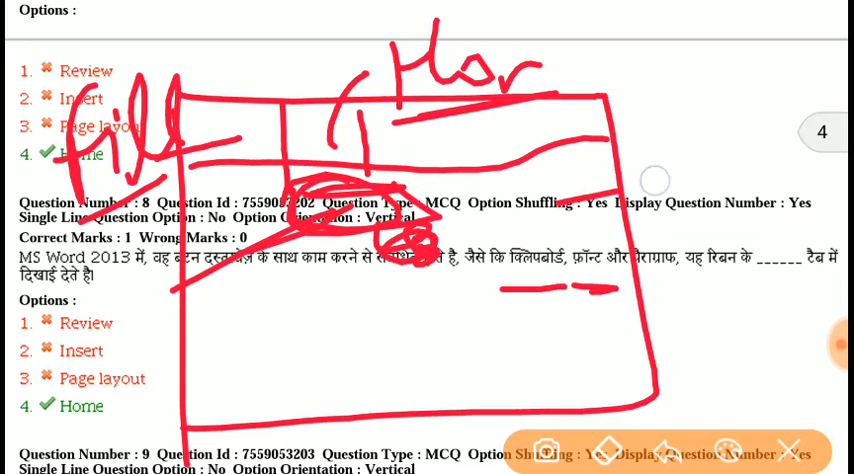 Options :
1. Review
2. Insert
3. Page layout
4. Home
4
Question Number : 8 Question Id : 7559053202 Question Type : MCQ Option Shuffling : Yes Display Question Number : Yes
Single Line Question Option : No Option Orientation : Vertical
Correct Marks : 1 Wrong Marks : 0
MS Word 2013 में, वह बटन दस्तावेज़ के साथ काम करने से संबंधित होते है, जैसे कि क्लिपबोर्ड, फ़ॉन्ट और पैराग्राफ, यह रिबन के ______ टैब में
दिखाई देते है।
Options :
1. Review
2. Insert
3. Page layout
4. Home
Question Number : 9 Question Id : 7559053203 Question Type : MCQ Option Shuffling : Yes Display Question Number : Yes
Single Line Question Option : No Option Orientation : Vertical